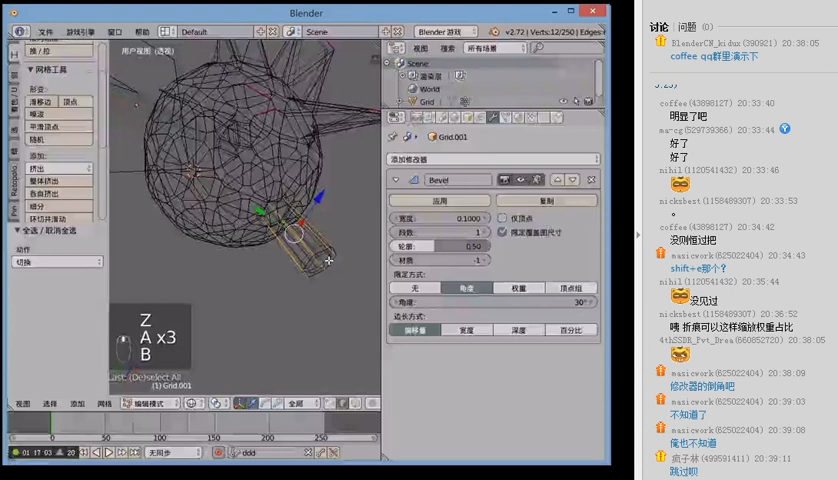 Blender
文件
游戏引擎
窗口
帮助
Default
Scene
Blender 游戏
v2.72 | Verts:12/250 | Edges:
推 / 拉
网格工具
形变:
滑移边
顶点
噪波
平滑顶点
随机
添加:
挤出
整体挤出
各自挤出
细分
环切并滑动
全选 / 取消全选
动作
切换
用户视图 (透视)
Z
A x3
B
Last: (De)select All
(1) Grid.001
视图
选择
添加
网格
编辑模式
全局
0
50
100
150
200
250
01 17 03
20
无同步
ddd
视图
搜索
所有场景
Scene
渲染层
World
Grid
Grid.001
添加修改器
Bevel
应用
复制
宽度:
0.1000
段数:
1
轮廓:
0.50
材质
-1
仅顶点
限定覆盖图尺寸
限定方式:
无
角度
权重
顶点组
角度:
30°
边长方式:
偏移量
宽度
深度
百分比
讨论 | 问题 (0)
BlenderCN_kidux(390921) 20:38:05
coffee qq群里演示下
coffee(43898127) 20:33:40
明显了吧
ma-cg(529739366) 20:33:44
好了
好了
nihil(1120541432) 20:33:46
nicksbest(1158489307) 20:33:53
。
coffee(43898127) 20:34:42
没则恒过把
masicwork(625022404) 20:34:43
shift+e那个?
nihil(1120541432) 20:35:44
没见过
nicksbest(1158489307) 20:36:52
咦 折痕可以这样缩放权重占比
4thSSDR_Pvt_Drea(660852720) 20:38:05
masicwork(625022404) 20:38:09
修改器的倒角吧
masicwork(625022404) 20:39:03
不知道了
masicwork(625022404) 20:39:08
俺也不知道
疯子林(499591411) 20:39:11
跳过呗